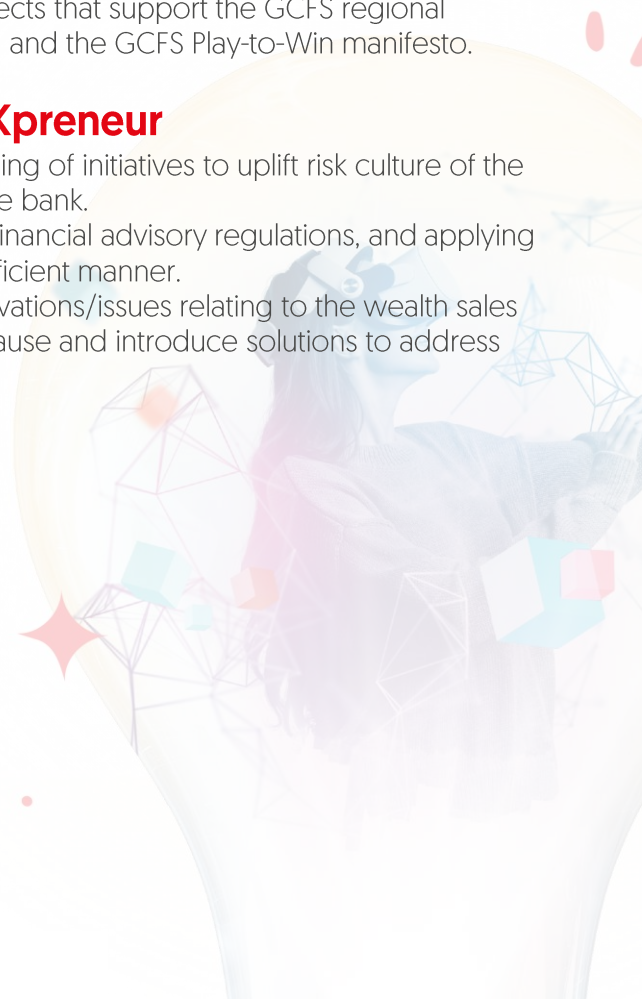 ects that support the GCFS regional
and the GCFS Play-to-Win manifesto.
Xpreneur
ing of initiatives to uplift risk culture of the
e bank.
inancial advisory regulations, and applying
ficient manner.
vations/issues relating to the wealth sales
ause and introduce solutions to address